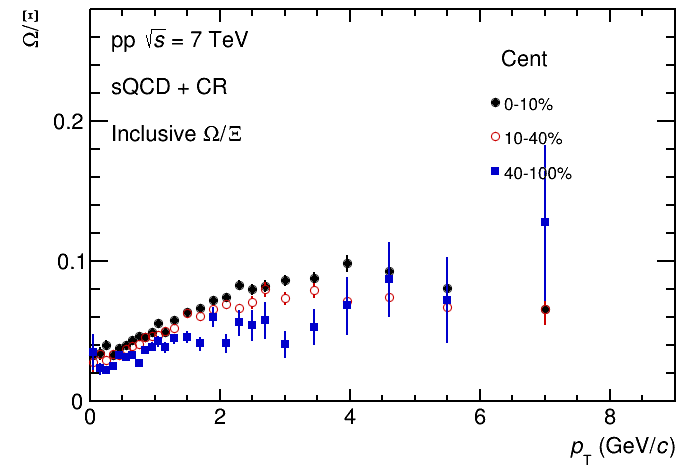 Ω/Ξ
pp √s = 7 TeV
sQCD + CR
Inclusive Ω/Ξ
Cent
0-10%
10-40%
40-100%
0.2
0.1
0
0 2 4 6 8
p_T (GeV/c)